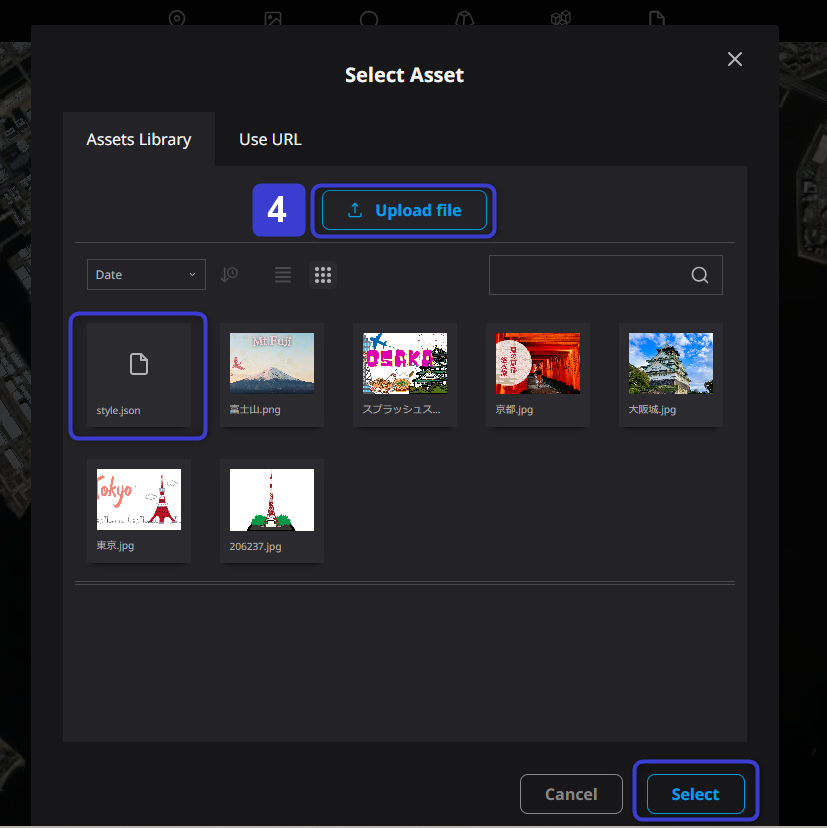 Select Asset
Assets Library
Use URL
4
Upload file
Date
Mt.Fuji
OSAKA
style.json
富士山.png
スプラッシュス...
京都.jpg
大阪城.jpg
Tokyo
東京.jpg
206237.jpg
Cancel
Select